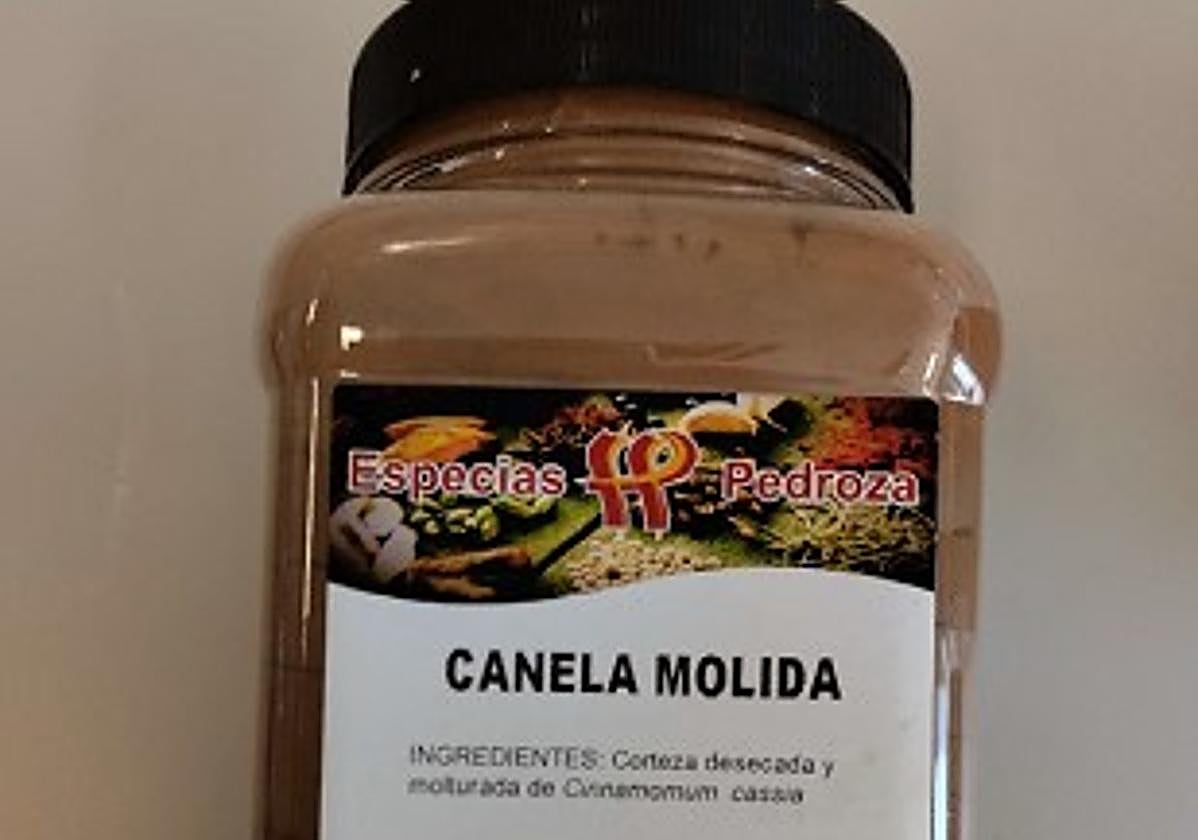 Especias Pedroza
CANELA MOLIDA
INGREDIENTES: Corteza desecada y
molturada de Cinnamomum cassia